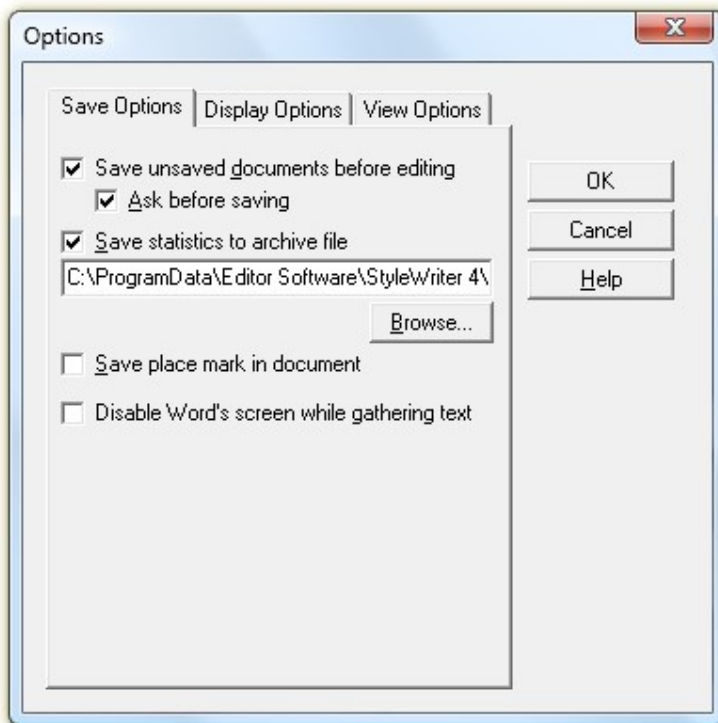 Options
Save Options Display Options View Options
Save unsaved documents before editing
Ask before saving
Save statistics to archive file
C:\ProgramData\Editor Software\StyleWriter 4\
Browse...
Save place mark in document
Disable Word's screen while gathering text
OK
Cancel
Help